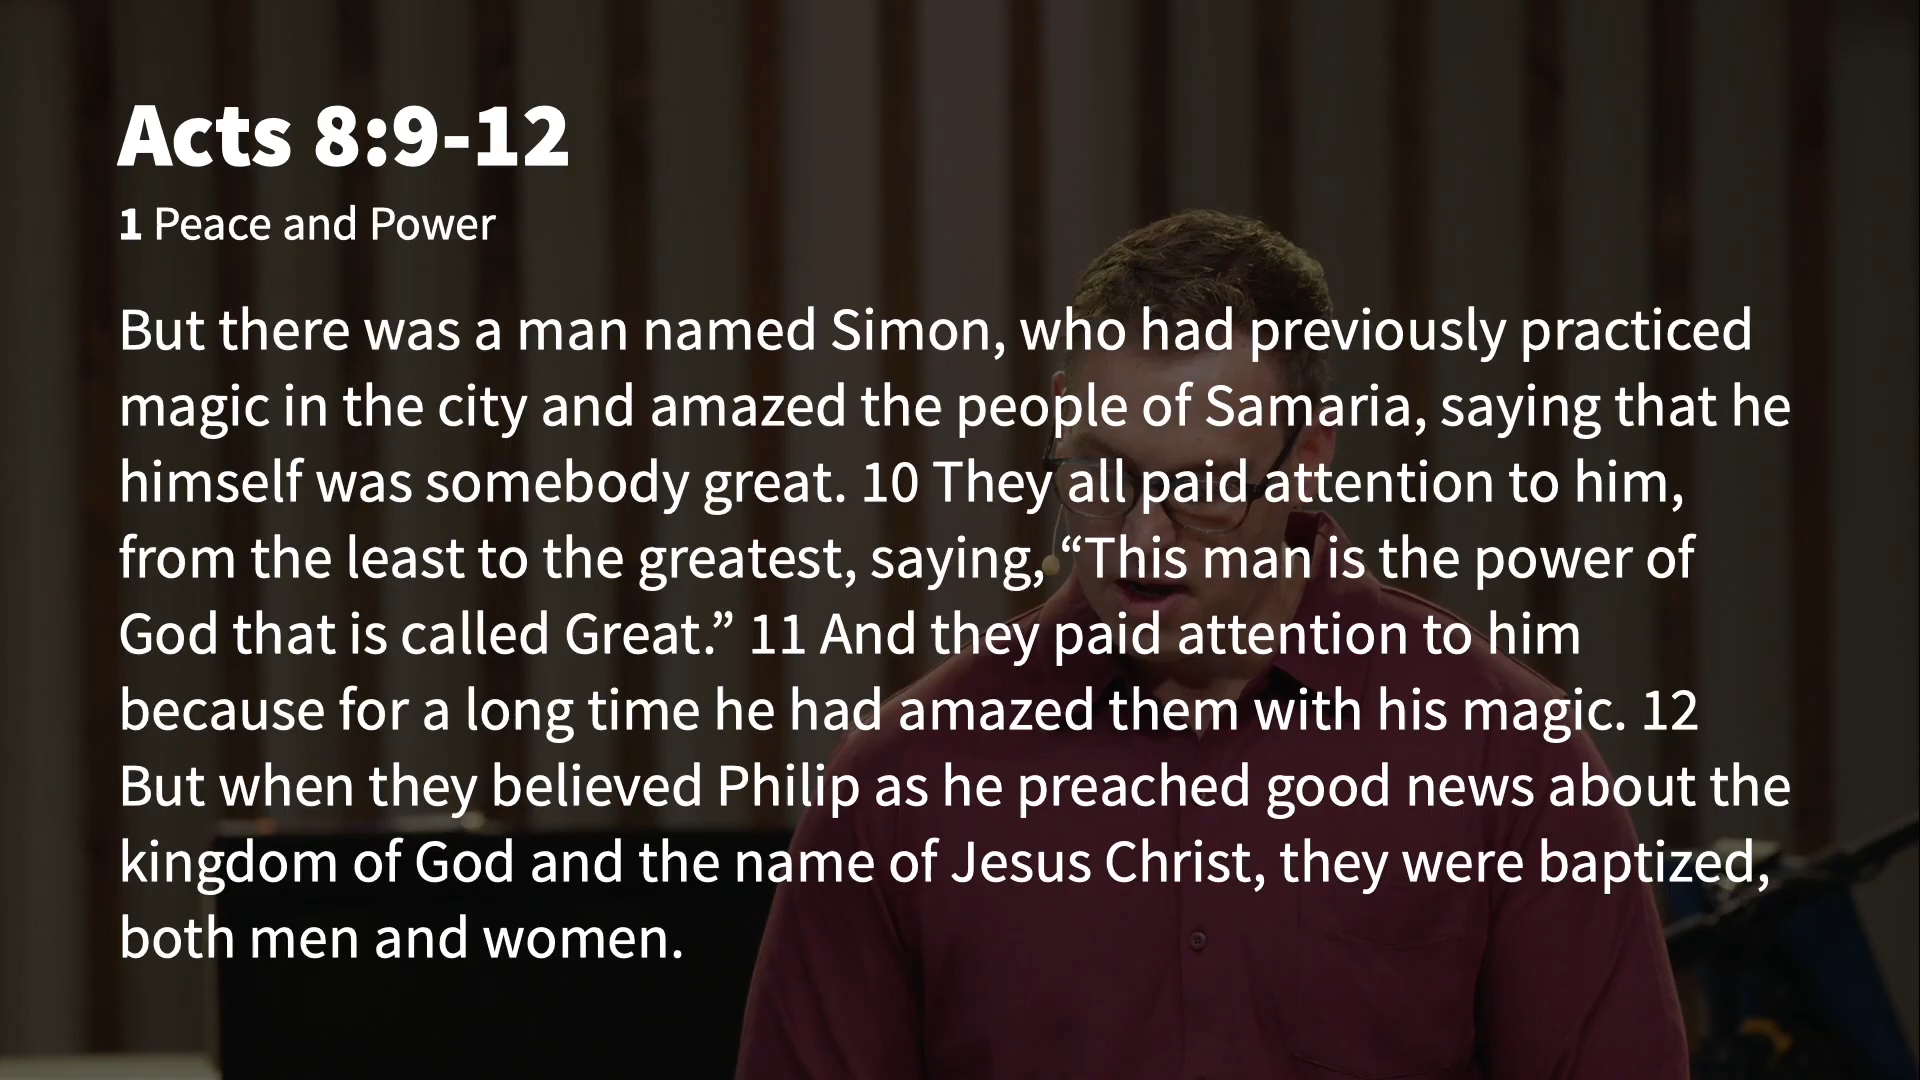 Acts 8:9-12
1 Peace and Power
But there was a man named Simon, who had previously practiced
magic in the city and amazed the people of Samaria, saying that he
himself was somebody great. 10 They all paid attention to him,
from the least to the greatest, saying, “This man is the power of
God that is called Great.” 11 And they paid attention to him
because for a long time he had amazed them with his magic. 12
But when they believed Philip as he preached good news about the
kingdom of God and the name of Jesus Christ, they were baptized,
both men and women.